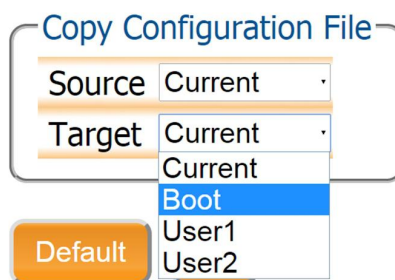 Copy Configuration File
Source Current
Target Current
Current
Boot
User1
User2
Default